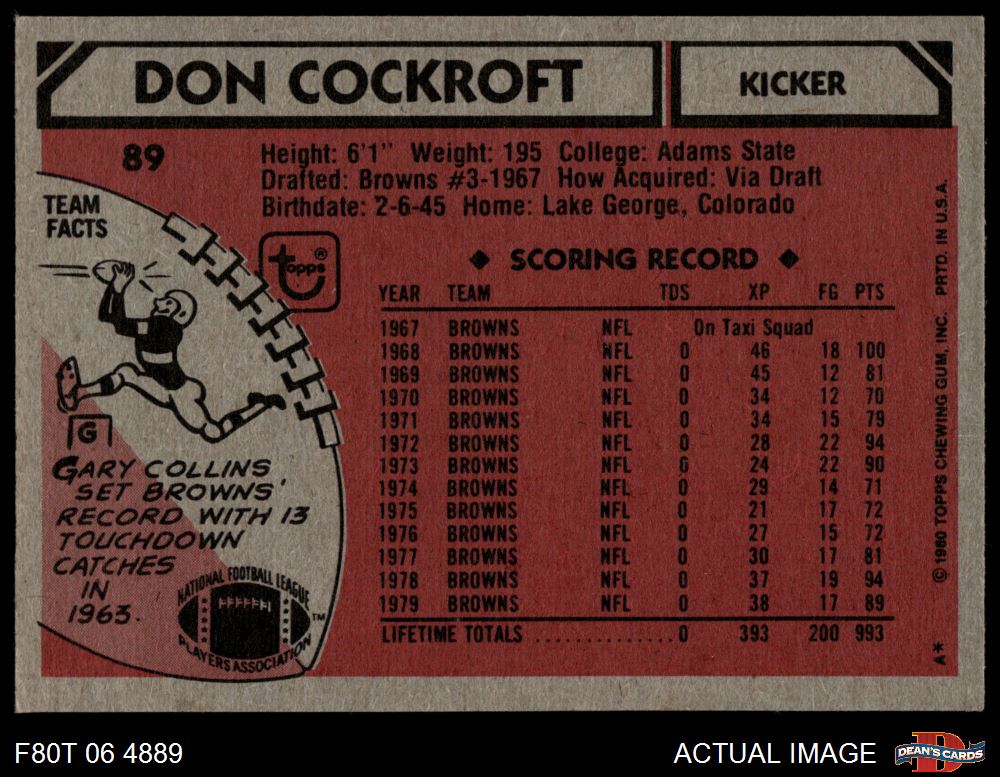 DON COCKROFT
KICKER
89
Height: 6'1" Weight: 195 College: Adams State
Drafted: Browns #3-1967 How Acquired: Via Draft
Birthdate: 2-6-45 Home: Lake George, Colorado
TEAM
FACTS
topps®
◆ SCORING RECORD ◆
YEAR TEAM TDS XP FG PTS
1967 BROWNS NFL On Taxi Squad
1968 BROWNS NFL 0 46 18 100
1969 BROWNS NFL 0 45 12 81
1970 BROWNS NFL 0 34 12 70
1971 BROWNS NFL 0 34 15 79
1972 BROWNS NFL 0 28 22 94
1973 BROWNS NFL 0 24 22 90
1974 BROWNS NFL 0 29 14 71
1975 BROWNS NFL 0 21 17 72
1976 BROWNS NFL 0 27 15 72
1977 BROWNS NFL 0 30 17 81
1978 BROWNS NFL 0 37 19 94
1979 BROWNS NFL 0 38 17 89
LIFETIME TOTALS .............. 0 393 200 993
G
GARY COLLINS
SET BROWNS'
RECORD WITH 13
TOUCHDOWN
CATCHES
IN
1963.
NATIONAL FOOTBALL LEAGUE
PLAYERS ASSOCIATION
™
A* © 1980 TOPPS CHEWING GUM, INC. PRTD. IN U.S.A.
F80T 06 4889
ACTUAL IMAGE
D
DEAN'S CARDS